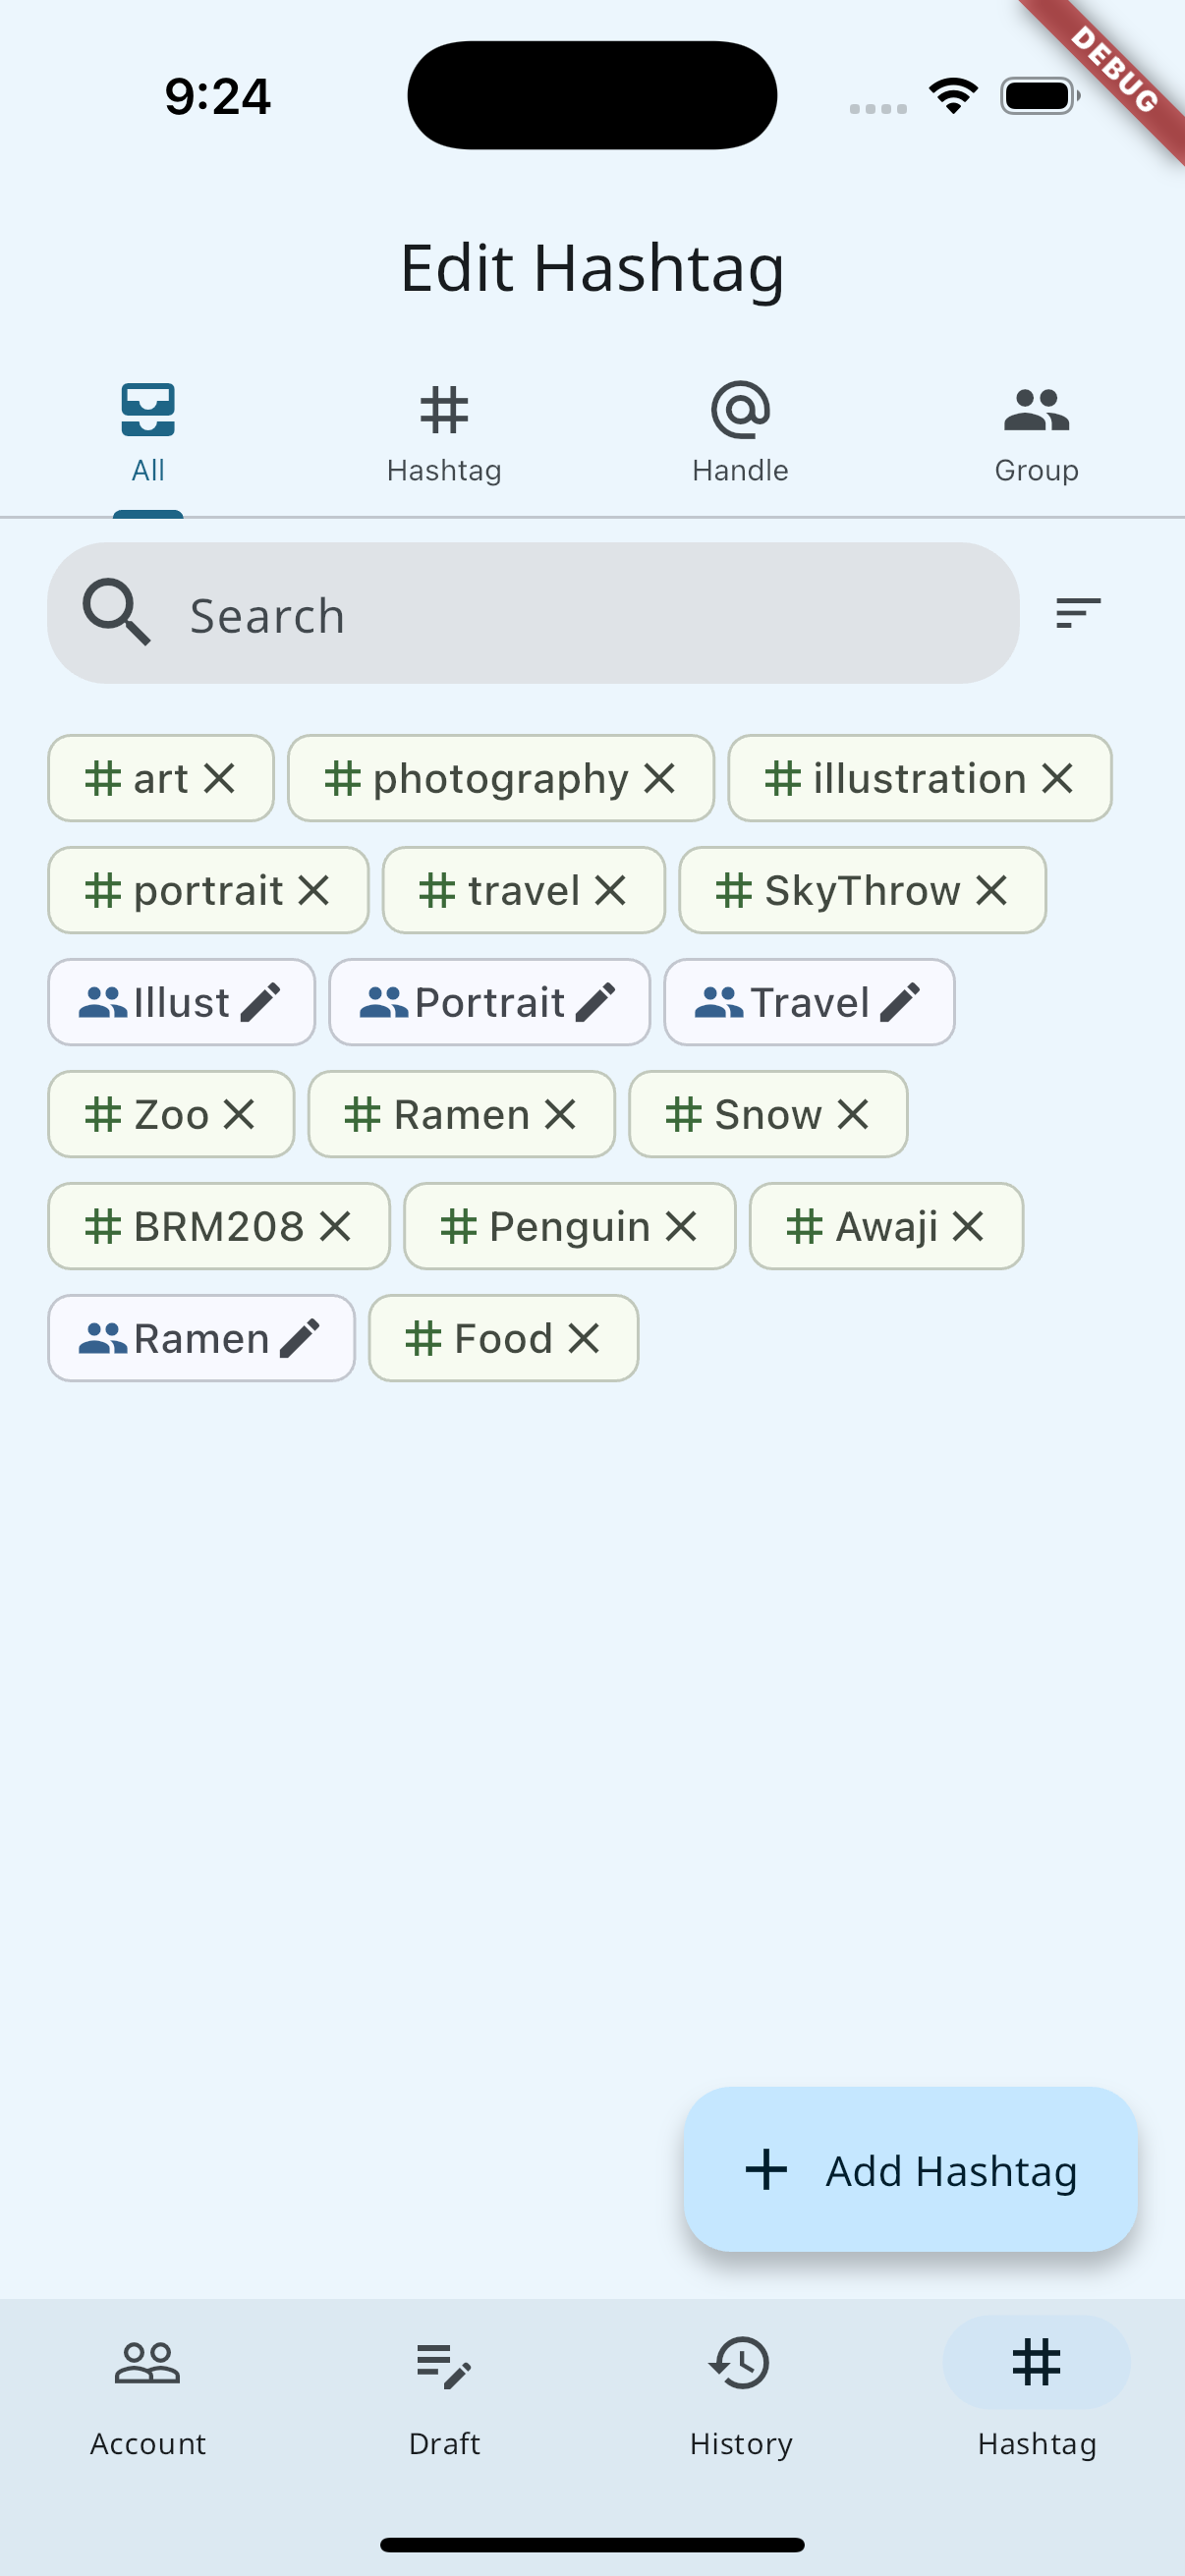 9:24
DEBUG
Edit Hashtag
All Hashtag Handle Group
Search
# art # photography # illustration
# portrait # travel # SkyThrow
Illust Portrait Travel
# Zoo # Ramen # Snow
# BRM208 # Penguin # Awaji
Ramen # Food
+ Add Hashtag
Account Draft History Hashtag